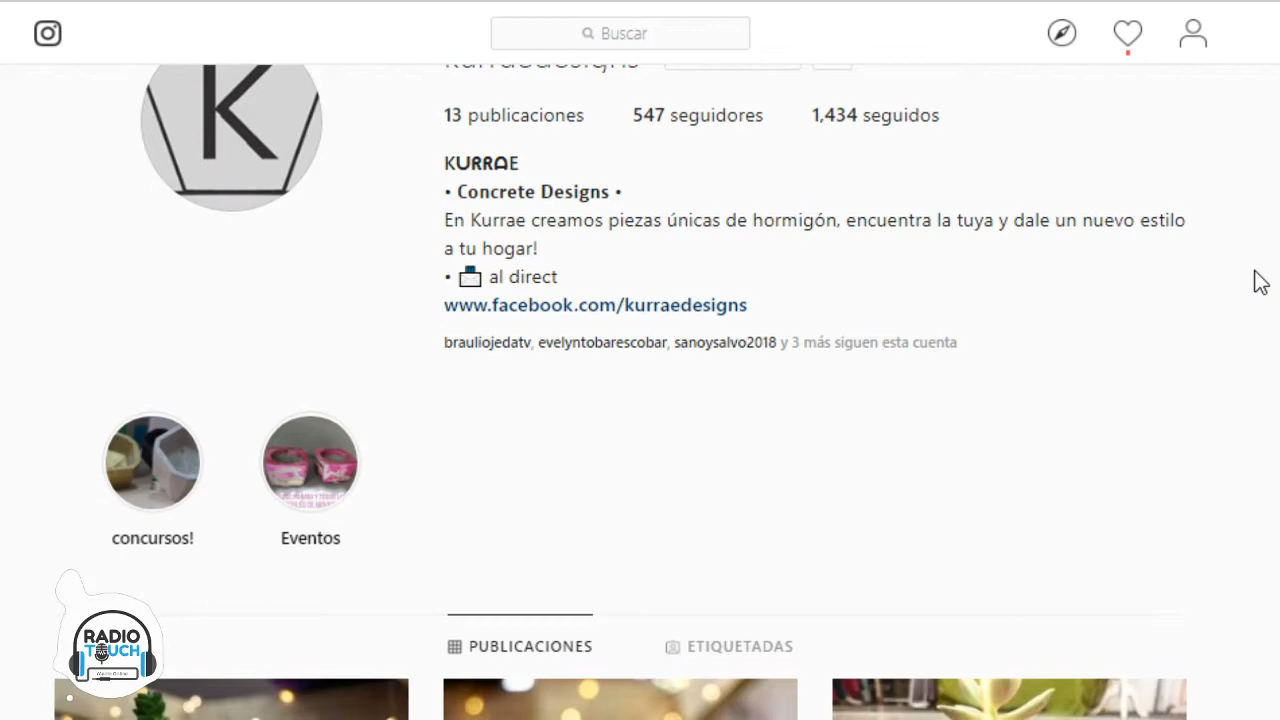 Buscar
kurraedesigns
13 publicaciones 547 seguidores 1,434 seguidos
K
KURRAE
• Concrete Designs •
En Kurrae creamos piezas únicas de hormigón, encuentra la tuya y dale un nuevo estilo
a tu hogar!
• 📩 al direct
www.facebook.com/kurraedesigns
brauliojedatv, evelyntobarescobar, sanoysalvo2018 y 3 más siguen esta cuenta
concursos! Eventos
RADIO
TOUCH
PUBLICACIONES ETIQUETADAS